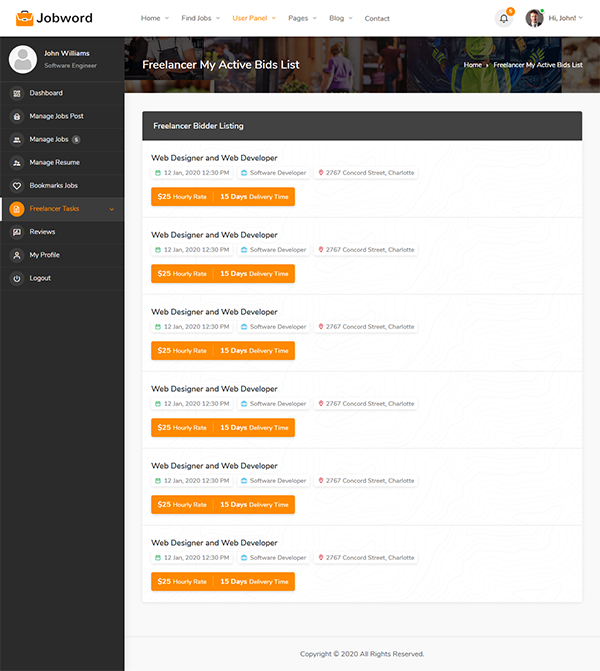 Jobword
Home Find Jobs User Panel Pages Blog Contact
5
Hi, John!
John Williams
Software Engineer
Dashboard
Manage Jobs Post
Manage Jobs 5
Manage Resume
Bookmarks Jobs
Freelancer Tasks
Reviews
My Profile
Logout
Freelancer My Active Bids List
Home Freelancer My Active Bids List
Freelancer Bidder Listing
Web Designer and Web Developer
12 Jan, 2020 12:30 PM Software Developer 2767 Concord Street, Charlotte
$25 Hourly Rate 15 Days Delivery Time
Web Designer and Web Developer
12 Jan, 2020 12:30 PM Software Developer 2767 Concord Street, Charlotte
$25 Hourly Rate 15 Days Delivery Time
Web Designer and Web Developer
12 Jan, 2020 12:30 PM Software Developer 2767 Concord Street, Charlotte
$25 Hourly Rate 15 Days Delivery Time
Web Designer and Web Developer
12 Jan, 2020 12:30 PM Software Developer 2767 Concord Street, Charlotte
$25 Hourly Rate 15 Days Delivery Time
Web Designer and Web Developer
12 Jan, 2020 12:30 PM Software Developer 2767 Concord Street, Charlotte
$25 Hourly Rate 15 Days Delivery Time
Web Designer and Web Developer
12 Jan, 2020 12:30 PM Software Developer 2767 Concord Street, Charlotte
$25 Hourly Rate 15 Days Delivery Time
Copyright © 2020 All Rights Reserved.